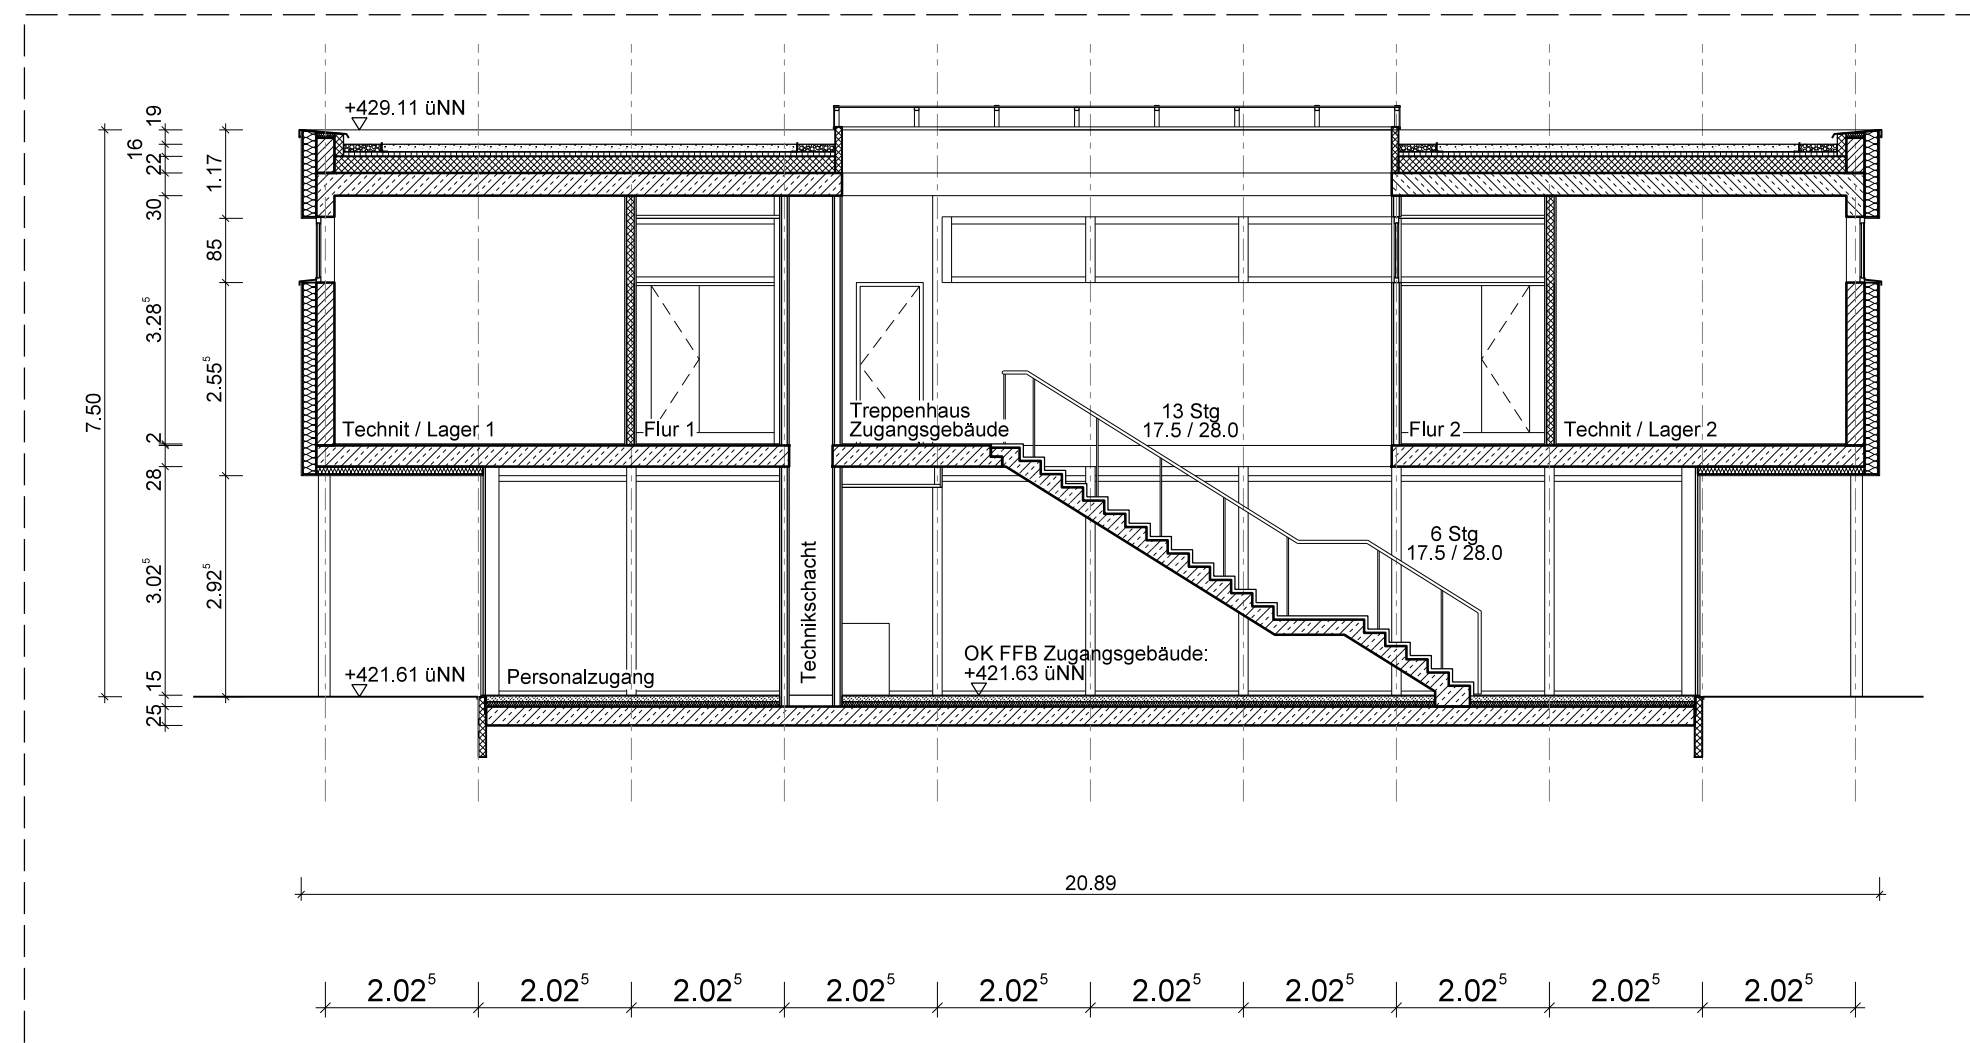 +429.11 üNN
19
16
22
1.17
30
85
3.28⁵
2.55⁵
7.50
2
28
3.02⁵
2.92⁵
15
25
Technit / Lager 1
Flur 1
Treppenhaus
Zugangsgebäude
13 Stg
17.5 / 28.0
Flur 2
Technit / Lager 2
6 Stg
17.5 / 28.0
Technikschacht
+421.61 üNN
Personalzugang
OK FFB Zugangsgebäude:
+421.63 üNN
20.89
2.02⁵ 2.02⁵ 2.02⁵ 2.02⁵ 2.02⁵ 2.02⁵ 2.02⁵ 2.02⁵ 2.02⁵ 2.02⁵